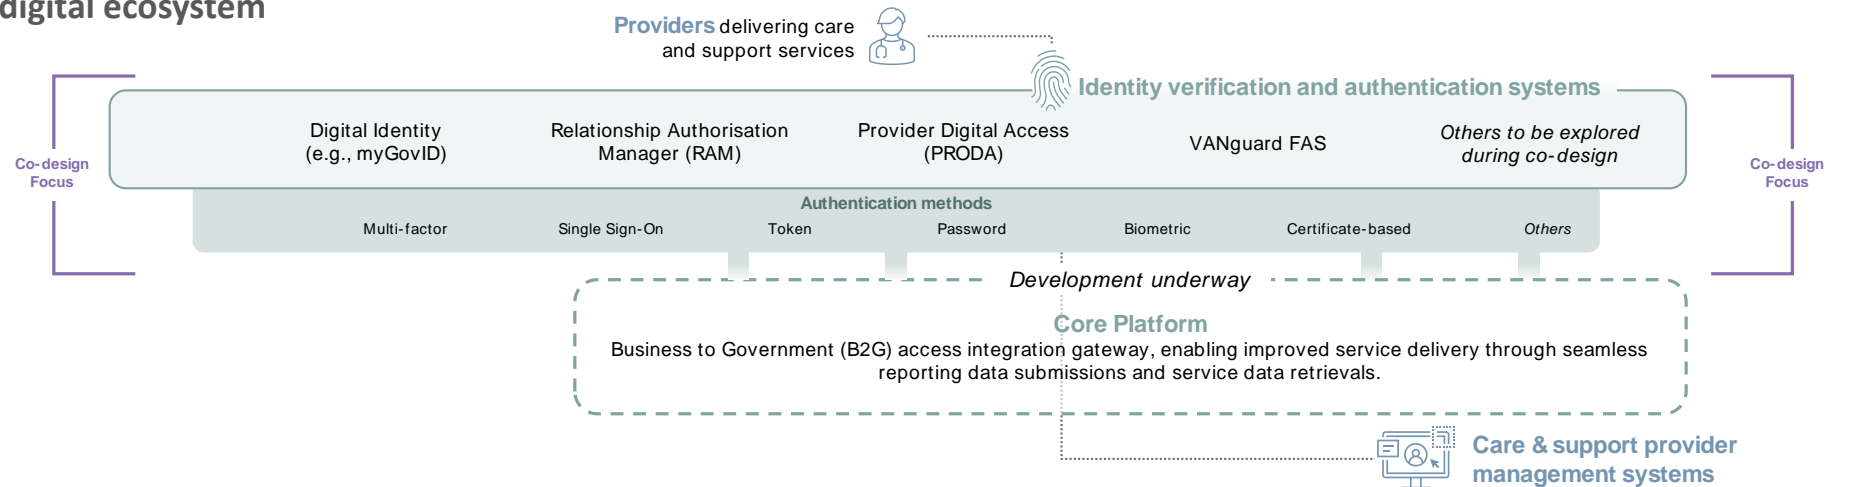 digital ecosystem
Providers delivering care
and support services
Identity verification and authentication systems
Co-design
Focus
Digital Identity
(e.g., myGovID)
Relationship Authorisation
Manager (RAM)
Provider Digital Access
(PRODA)
VANguard FAS
Others to be explored
during co-design
Co-design
Focus
Authentication methods
Multi-factor
Single Sign-On
Token
Password
Biometric
Certificate-based
Others
Development underway
Core Platform
Business to Government (B2G) access integration gateway, enabling improved service delivery through seamless
reporting data submissions and service data retrievals.
Care & support provider
management systems